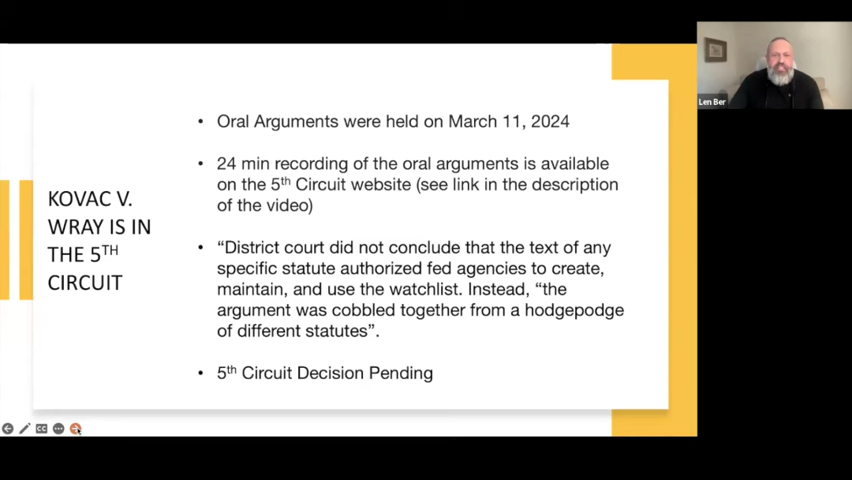 KOVAC V.
WRAY IS IN
THE 5TH
CIRCUIT
• Oral Arguments were held on March 11, 2024
• 24 min recording of the oral arguments is available
on the 5th Circuit website (see link in the description
of the video)
• “District court did not conclude that the text of any
specific statute authorized fed agencies to create,
maintain, and use the watchlist. Instead, “the
argument was cobbled together from a hodgepodge
of different statutes”.
• 5th Circuit Decision Pending
Len Ber
CC